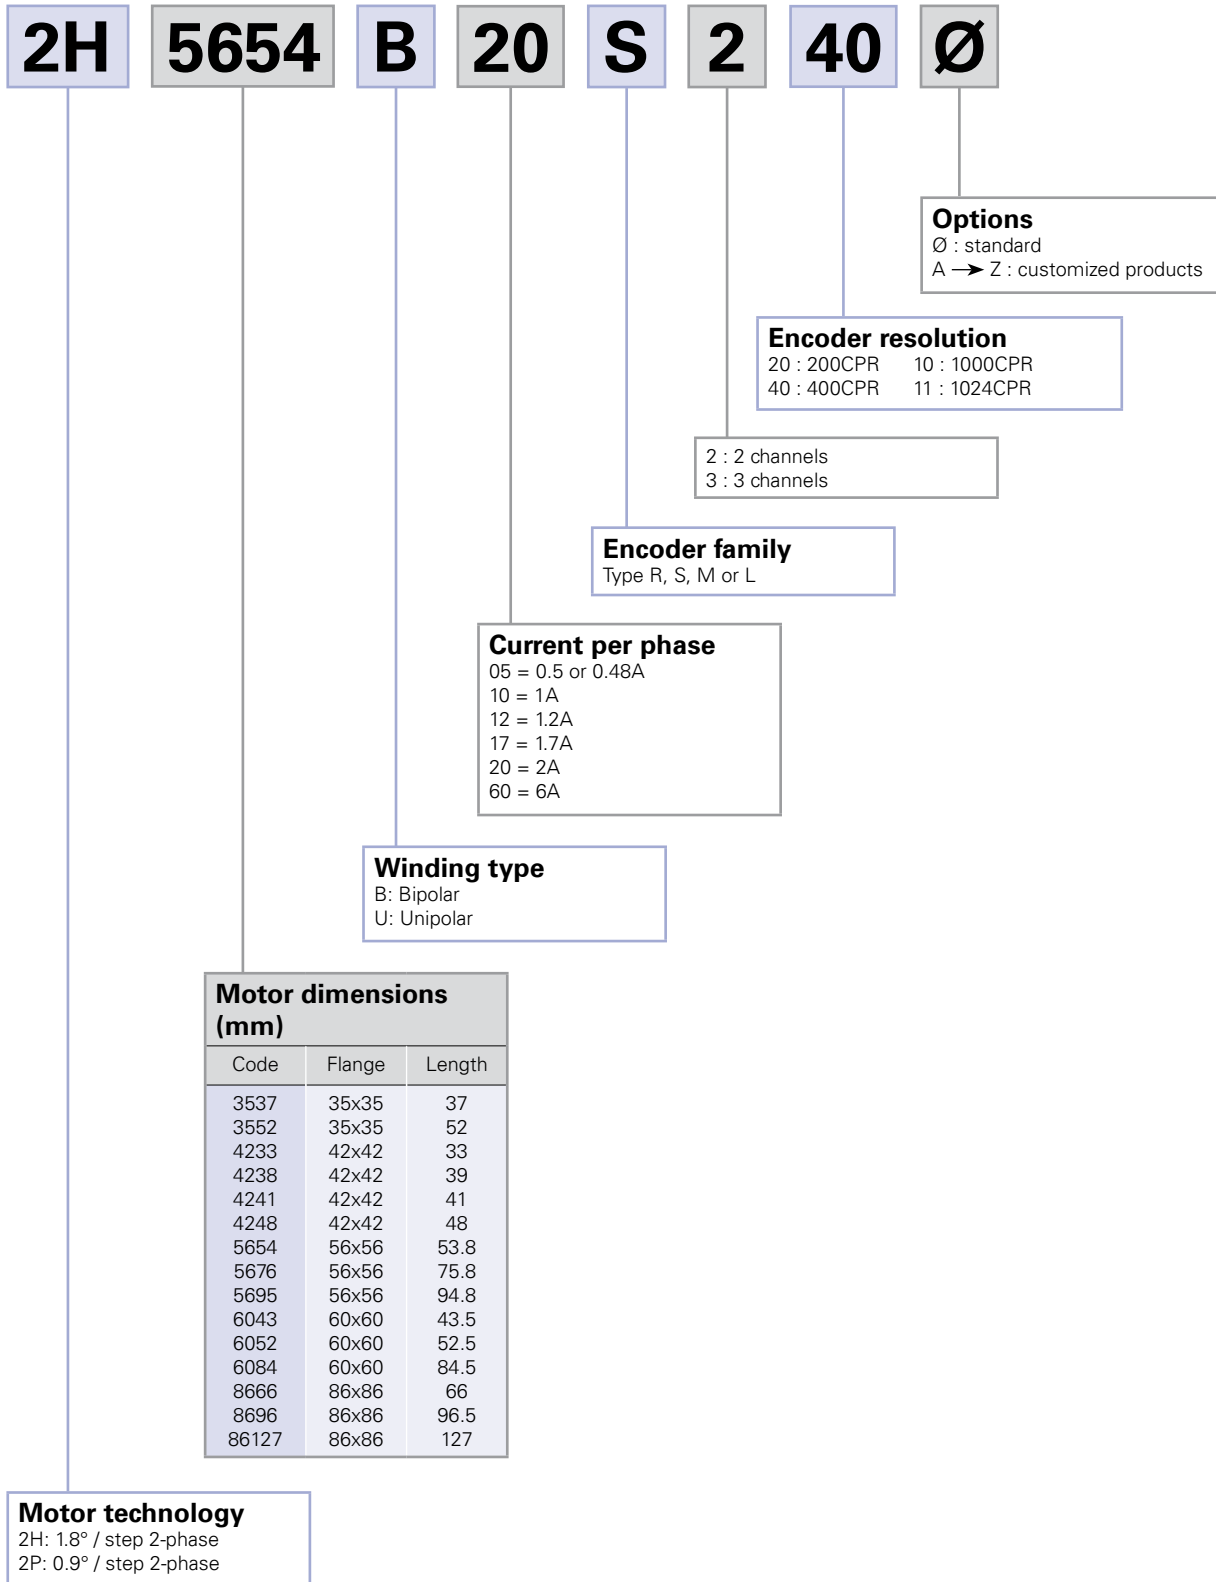 2H 5654 B 20 S 2 40 Ø
Options
Ø : standard
A → Z : customized products
Encoder resolution
20 : 200CPR 10 : 1000CPR
40 : 400CPR 11 : 1024CPR
2 : 2 channels
3 : 3 channels
Encoder family
Type R, S, M or L
Current per phase
05 = 0.5 or 0.48A
10 = 1A
12 = 1.2A
17 = 1.7A
20 = 2A
60 = 6A
Winding type
B: Bipolar
U: Unipolar
Motor dimensions
(mm)
Code Flange Length
3537 35x35 37
3552 35x35 52
4233 42x42 33
4238 42x42 39
4241 42x42 41
4248 42x42 48
5654 56x56 53.8
5676 56x56 75.8
5695 56x56 94.8
6043 60x60 43.5
6052 60x60 52.5
6084 60x60 84.5
8666 86x86 66
8696 86x86 96.5
86127 86x86 127
Motor technology
2H: 1.8° / step 2-phase
2P: 0.9° / step 2-phase